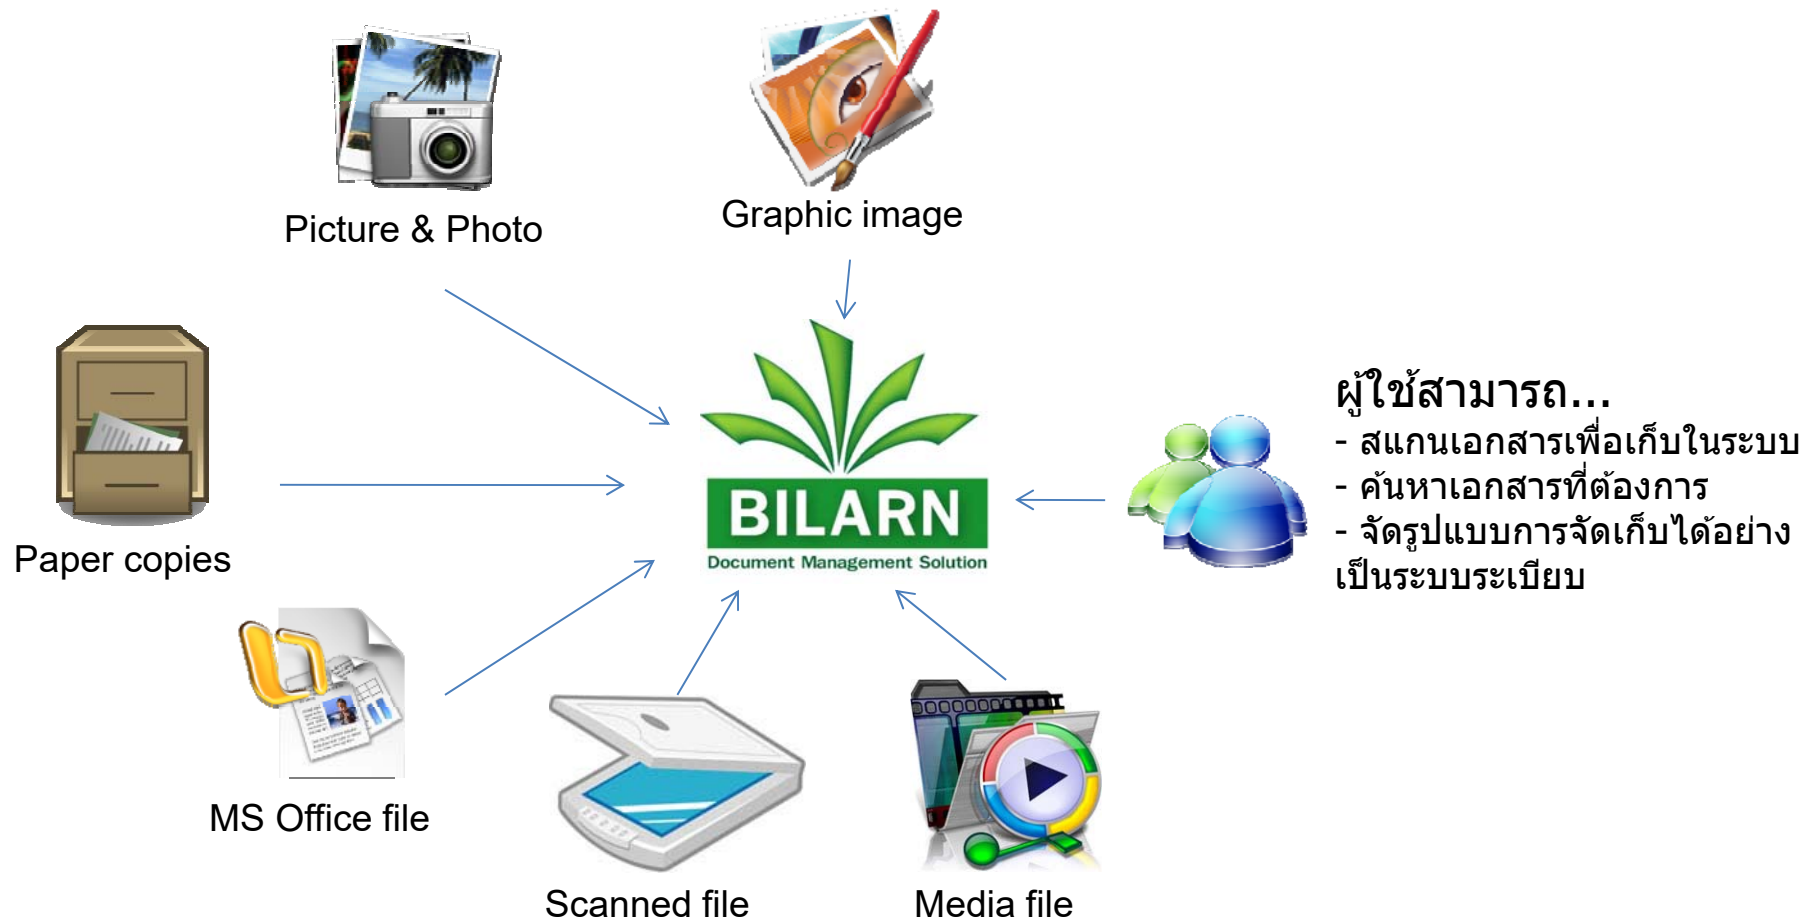 Picture & Photo
Graphic image
Paper copies
BILARN
Document Management Solution
ผู้ใช้สามารถ...
- สแกนเอกสารเพื่อเก็บในระบบ
- ค้นหาเอกสารที่ต้องการ
- จัดรูปแบบการจัดเก็บได้อย่าง
เป็นระบบระเบียบ
MS Office file
Scanned file
Media file